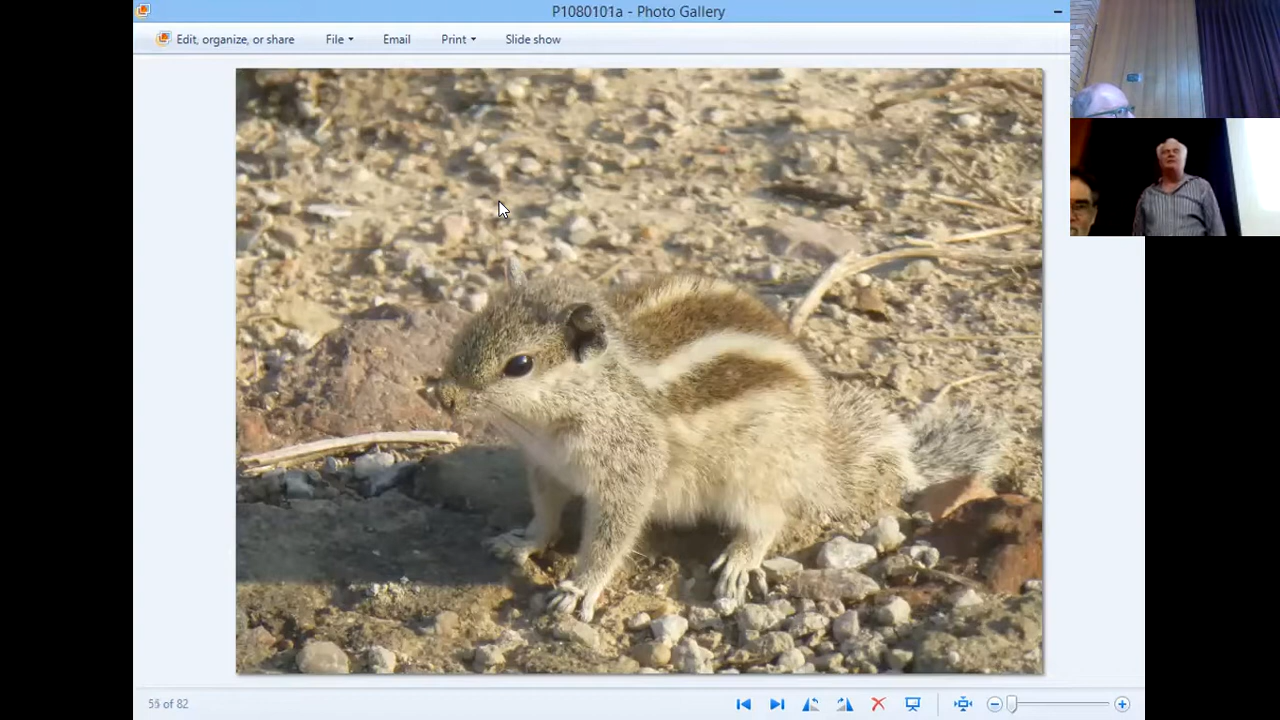 P1080101a - Photo Gallery
Edit, organize, or share File Email Print Slide show
55 of 82